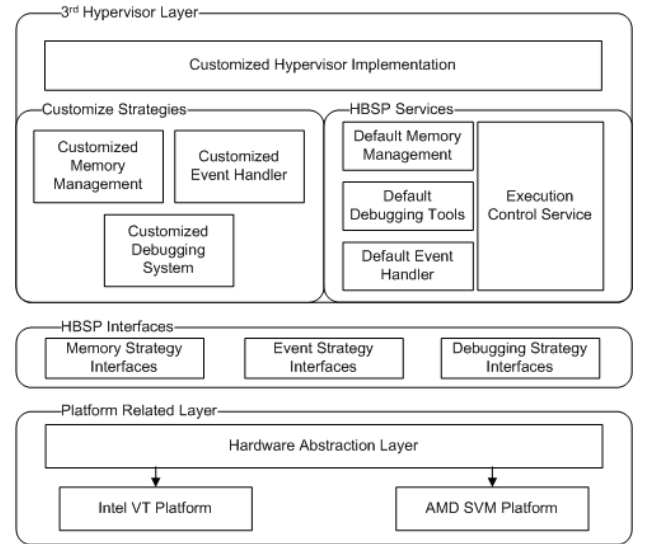 3rd Hypervisor Layer
Customized Hypervisor Implementation
Customize Strategies
Customized
Memory
Management
Customized
Event Handler
Customized
Debugging
System
HBSP Services
Default Memory
Management
Default
Debugging Tools
Default Event
Handler
Execution
Control Service
HBSP Interfaces
Memory Strategy
Interfaces
Event Strategy
Interfaces
Debugging Strategy
Interfaces
Platform Related Layer
Hardware Abstraction Layer
Intel VT Platform
AMD SVM Platform